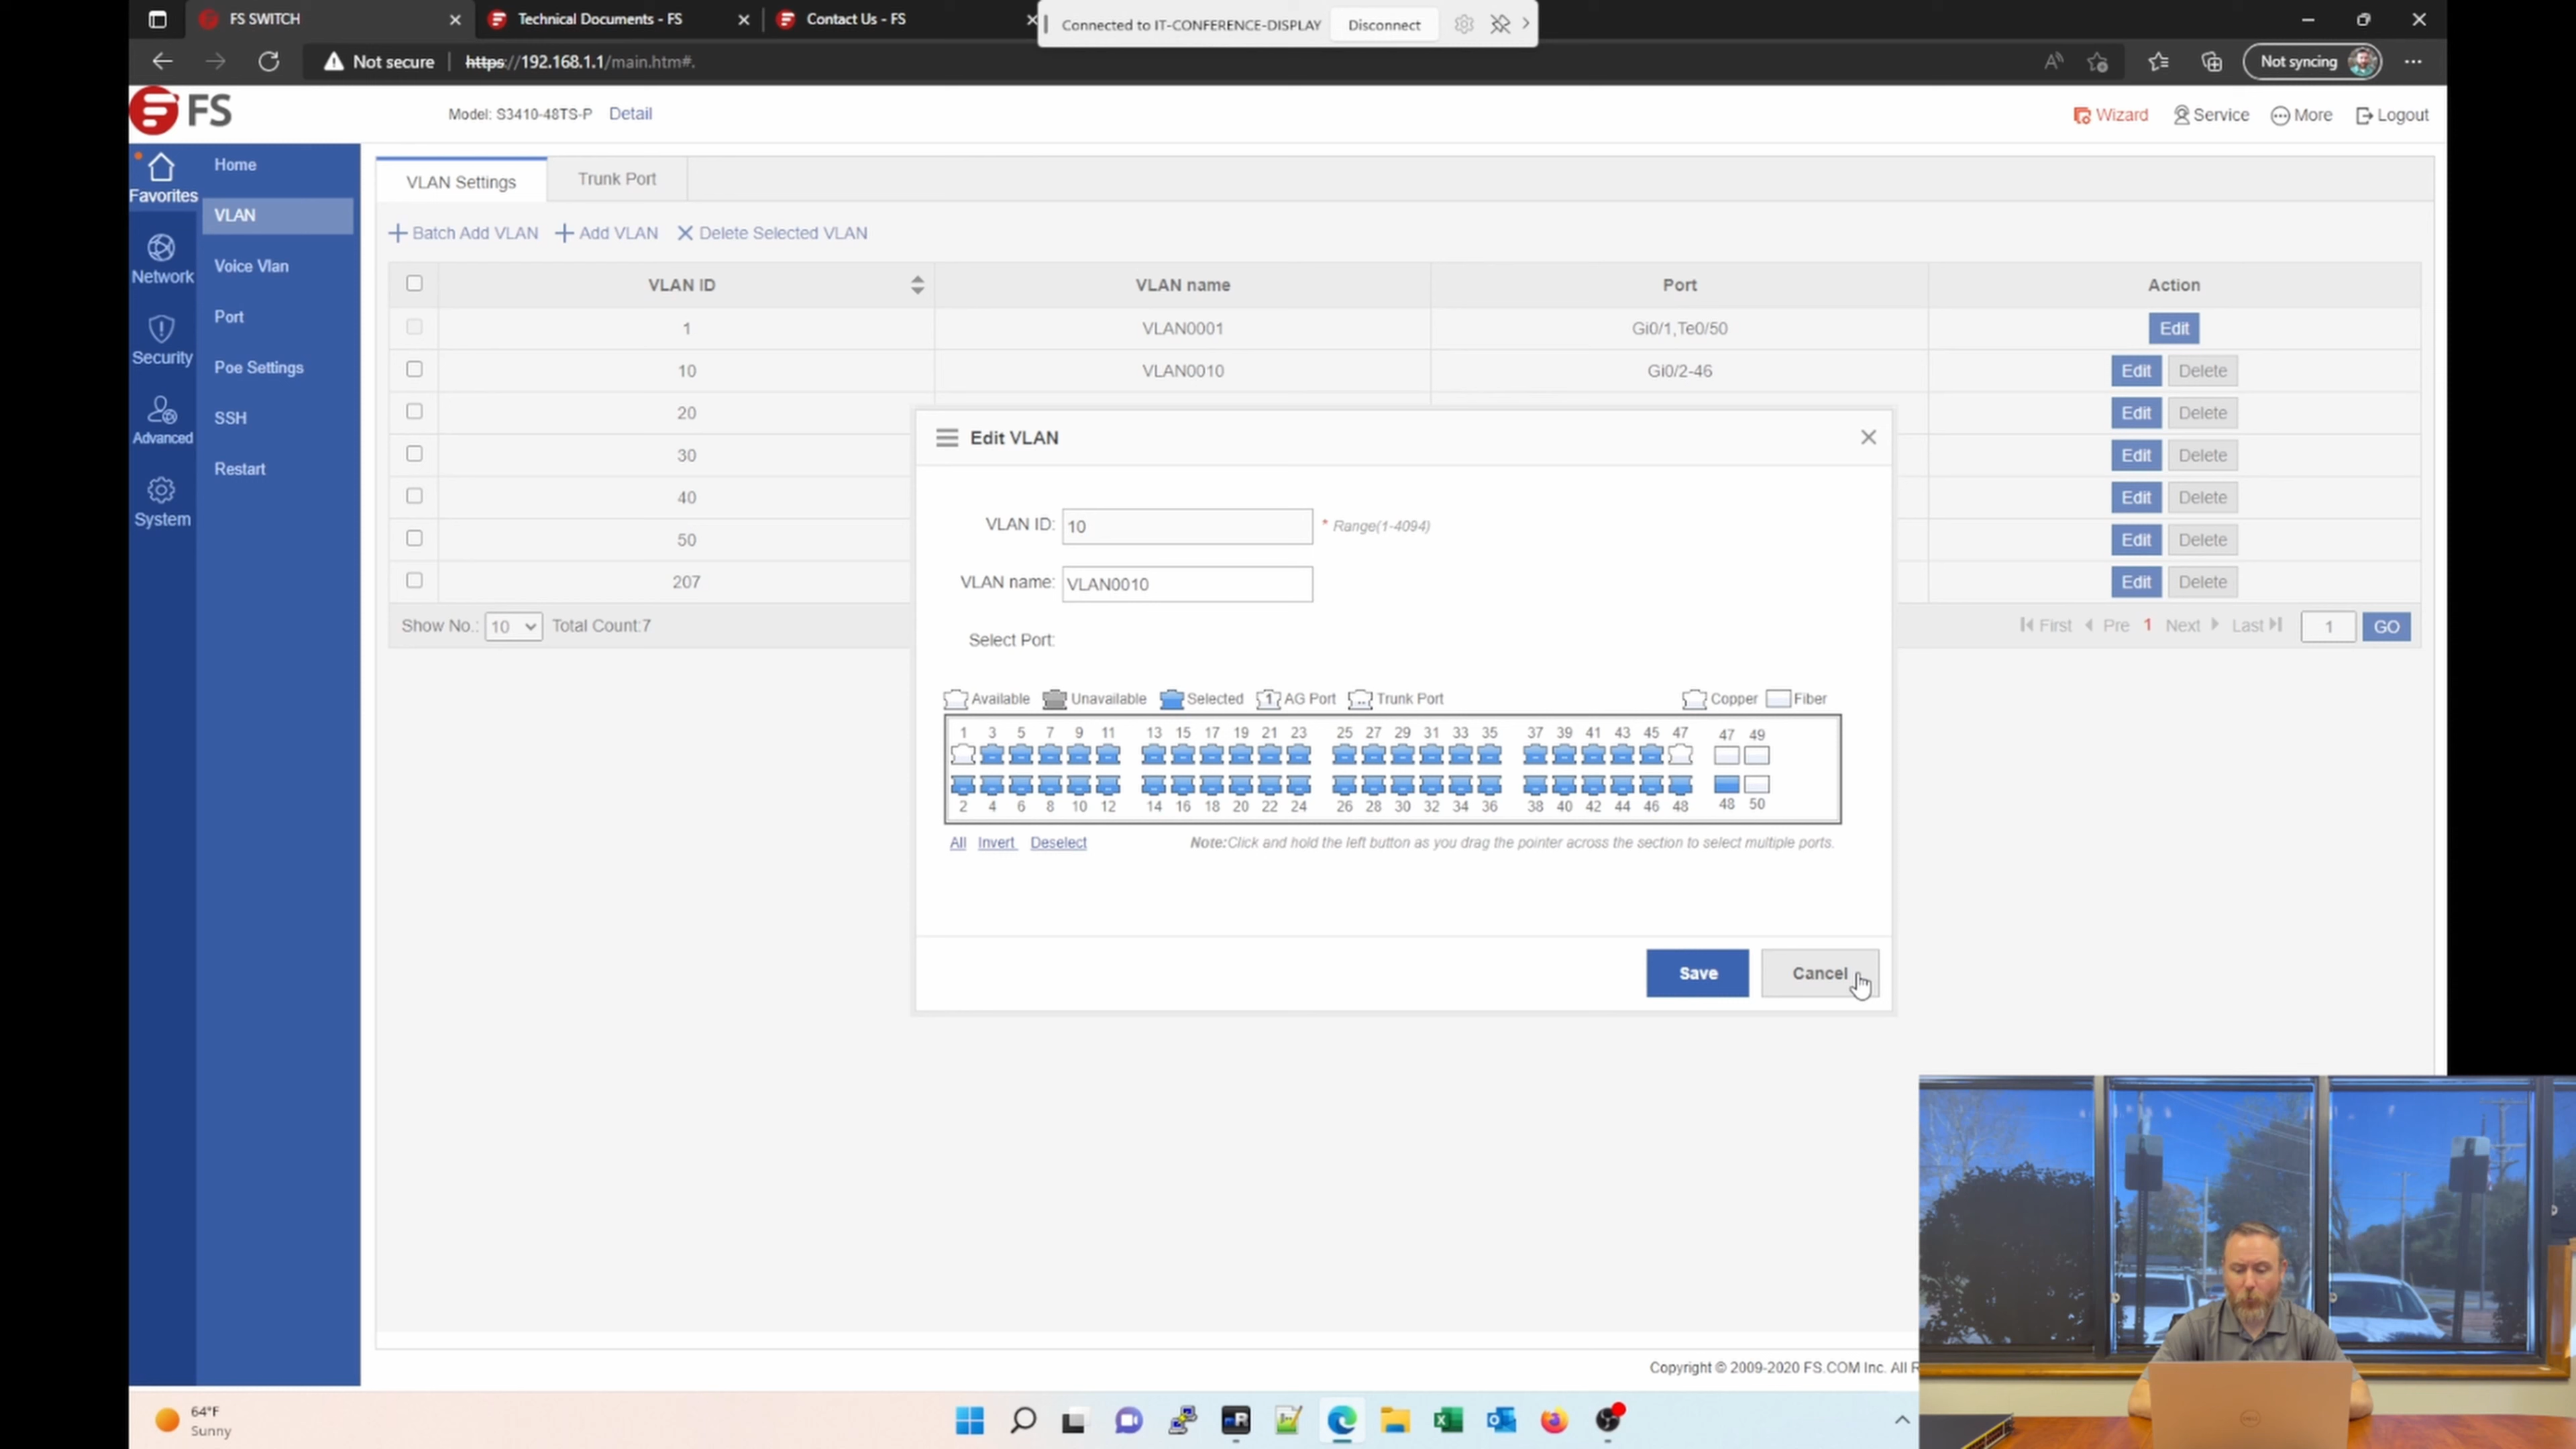 FS SWITCH
Technical Documents - FS
Contact Us - FS
Connected to IT-CONFERENCE-DISPLAY
Disconnect
Not secure
https://192.168.1.1/main.htm#.
Not syncing
FS
Model: S3410-48TS-P
Detail
Wizard
Service
More
Logout
Favorites
Network
Security
Advanced
System
Home
VLAN
Voice Vlan
Port
Poe Settings
SSH
Restart
VLAN Settings
Trunk Port
Batch Add VLAN
Add VLAN
Delete Selected VLAN
VLAN ID VLAN name Port Action
1 VLAN0001 Gi0/1,Te0/50 Edit
10 VLAN0010 Gi0/2-46 Edit Delete
20 Edit Delete
30 Edit Delete
40 Edit Delete
50 Edit Delete
207 Edit Delete
Show No.: 10 Total Count:7
First Pre 1 Next Last 1 GO
Edit VLAN
VLAN ID: 10 * Range(1-4094)
VLAN name: VLAN0010
Select Port:
Available Unavailable Selected 1 AG Port Trunk Port Copper Fiber
1 3 5 7 9 11 13 15 17 19 21 23 25 27 29 31 33 35 37 39 41 43 45 47 47 49
2 4 6 8 10 12 14 16 18 20 22 24 26 28 30 32 34 36 38 40 42 44 46 48 48 50
All Invert Deselect
Note:Click and hold the left button as you drag the pointer across the section to select multiple ports.
Save
Cancel
Copyright © 2009-2020 FS.COM Inc. All R
64°F
Sunny